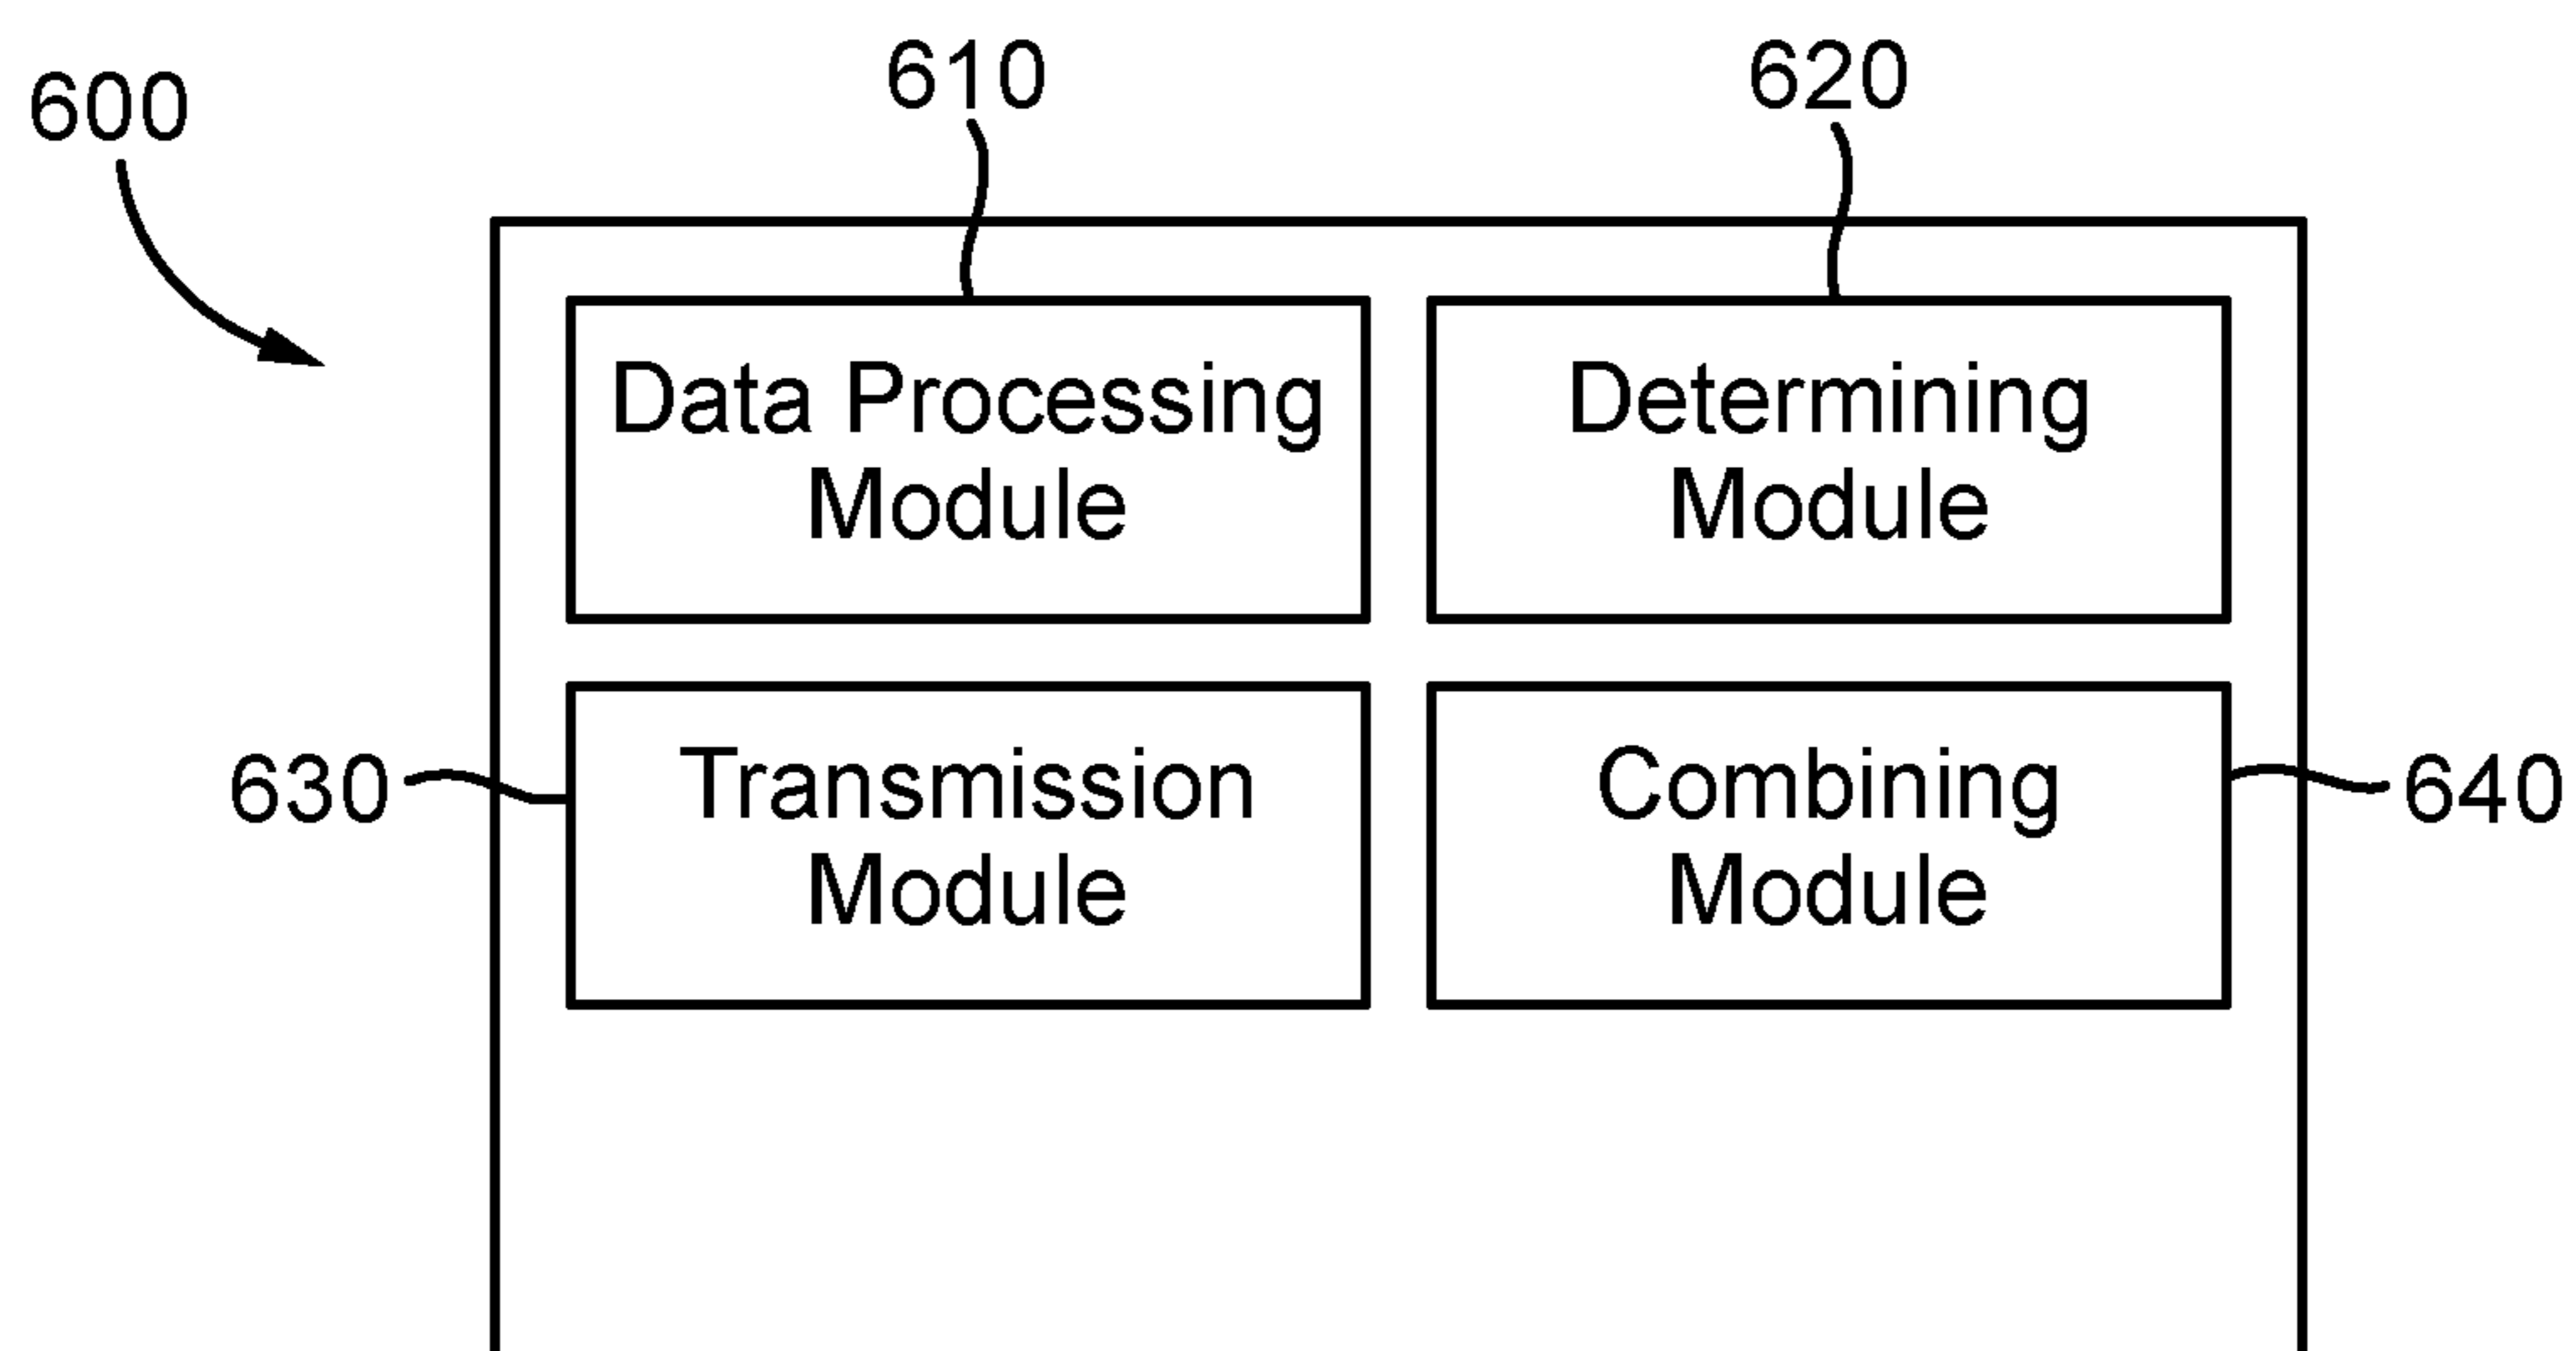 600
610
620
Data Processing
Module
Determining
Module
630
Transmission
Module
Combining
Module
640